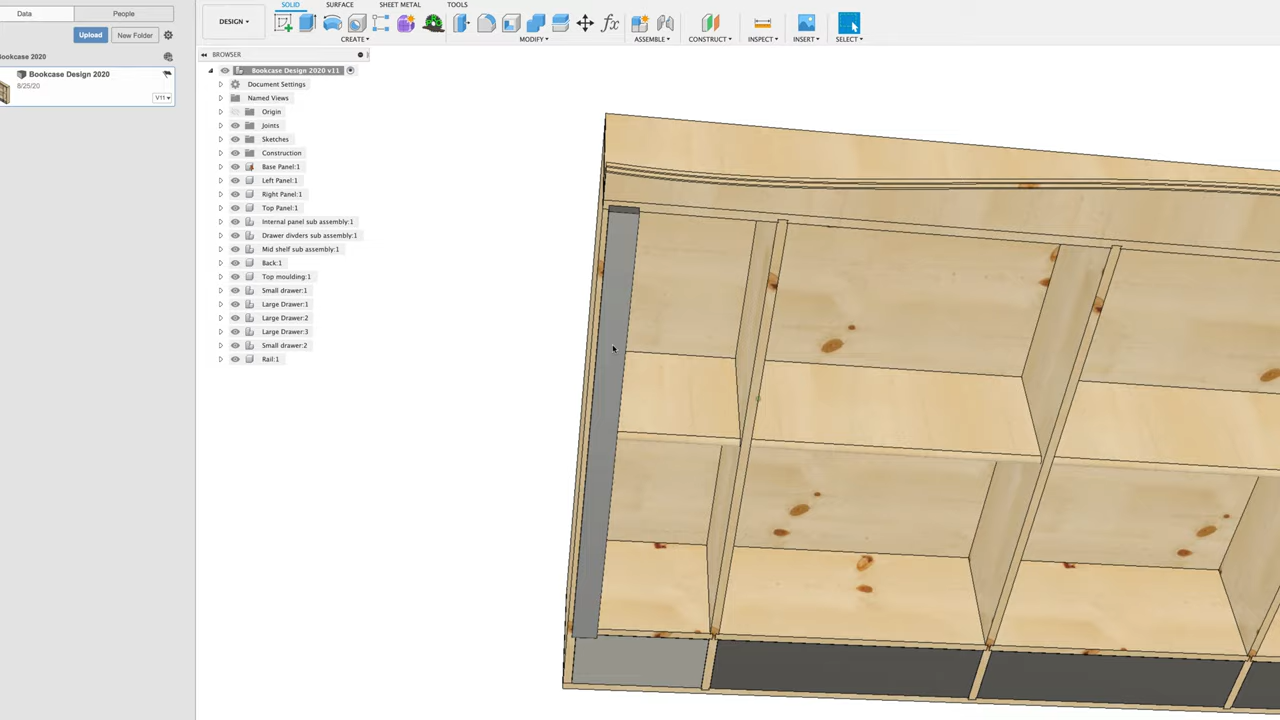 Data People
SOLID SURFACE SHEET METAL TOOLS
DESIGN ▾
Upload New Folder
CREATE ▾ MODIFY ▾ ASSEMBLE ▾ CONSTRUCT ▾ INSPECT ▾ INSERT ▾ SELECT ▾
BROWSER
Bookcase 2020
Bookcase Design 2020
8/25/20
V11 ▾
Bookcase Design 2020 v11
Document Settings
Named Views
Origin
Joints
Sketches
Construction
Base Panel:1
Left Panel:1
Right Panel:1
Top Panel:1
Internal panel sub assembly:1
Drawer divders sub assembly:1
Mid shelf sub assembly:1
Back:1
Top moulding:1
Small drawer:1
Large Drawer:1
Large Drawer:2
Large Drawer:3
Small drawer:2
Rail:1